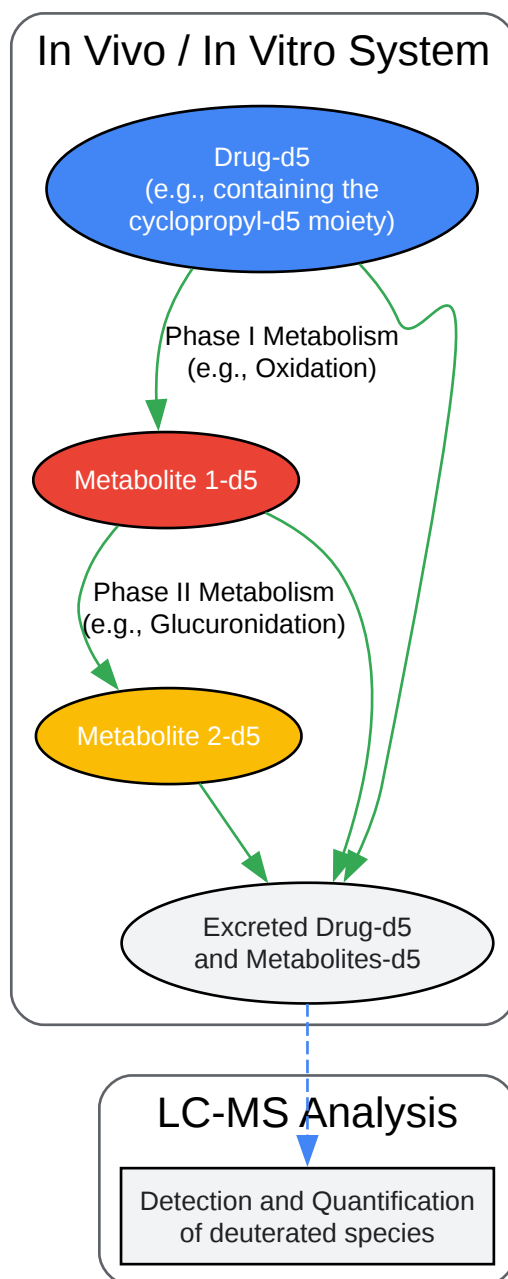 In Vivo / In Vitro System
Drug-d5
(e.g., containing the
cyclopropyl-d5 moiety)
Phase I Metabolism
(e.g., Oxidation)
Metabolite 1-d5
Phase II Metabolism
(e.g., Glucuronidation)
Metabolite 2-d5
Excreted Drug-d5
and Metabolites-d5
LC-MS Analysis
Detection and Quantification
of deuterated species